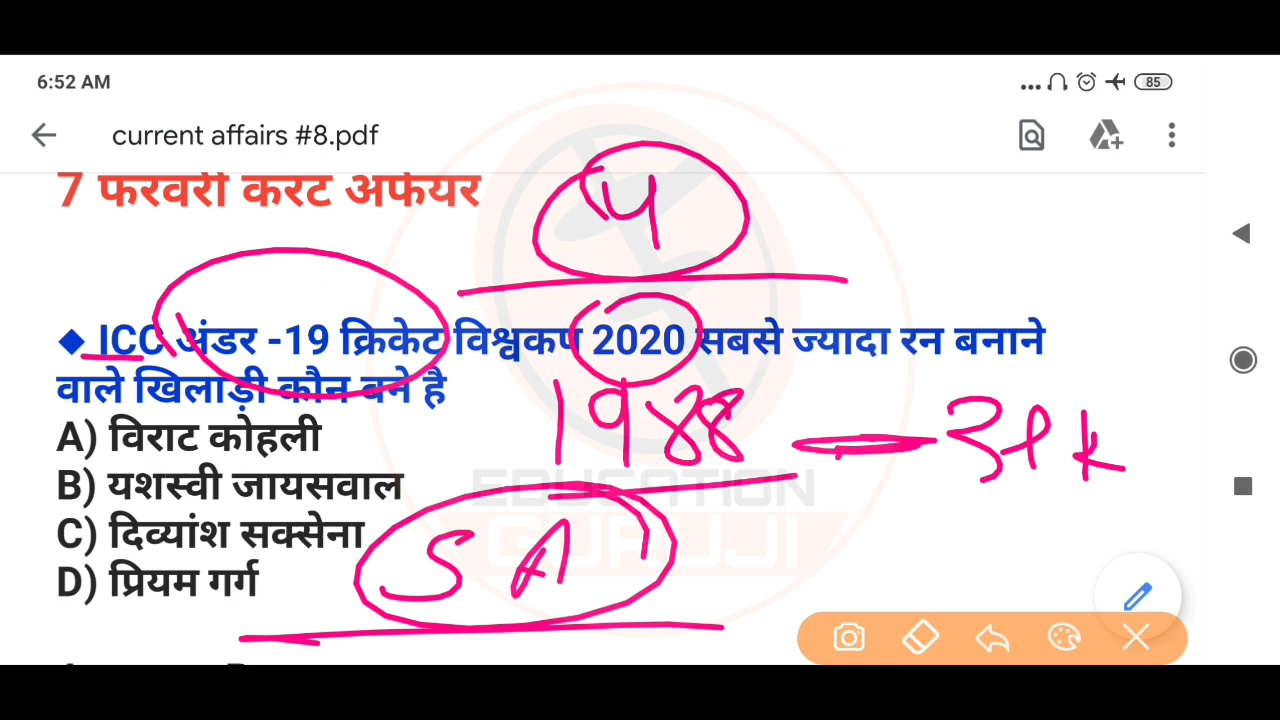 6:52 AM
85
current affairs #8.pdf
7 फरवरी करंट अफेयर
4
◆ ICC अंडर -19 क्रिकेट विश्वकप 2020 सबसे ज्यादा रन बनाने
वाले खिलाड़ी कौन बने है
1988
A) विराट कोहली
B) यशस्वी जायसवाल
EDUCATION
C) दिव्यांश सक्सेना
GURUJI
SA
D) प्रियम गर्ग